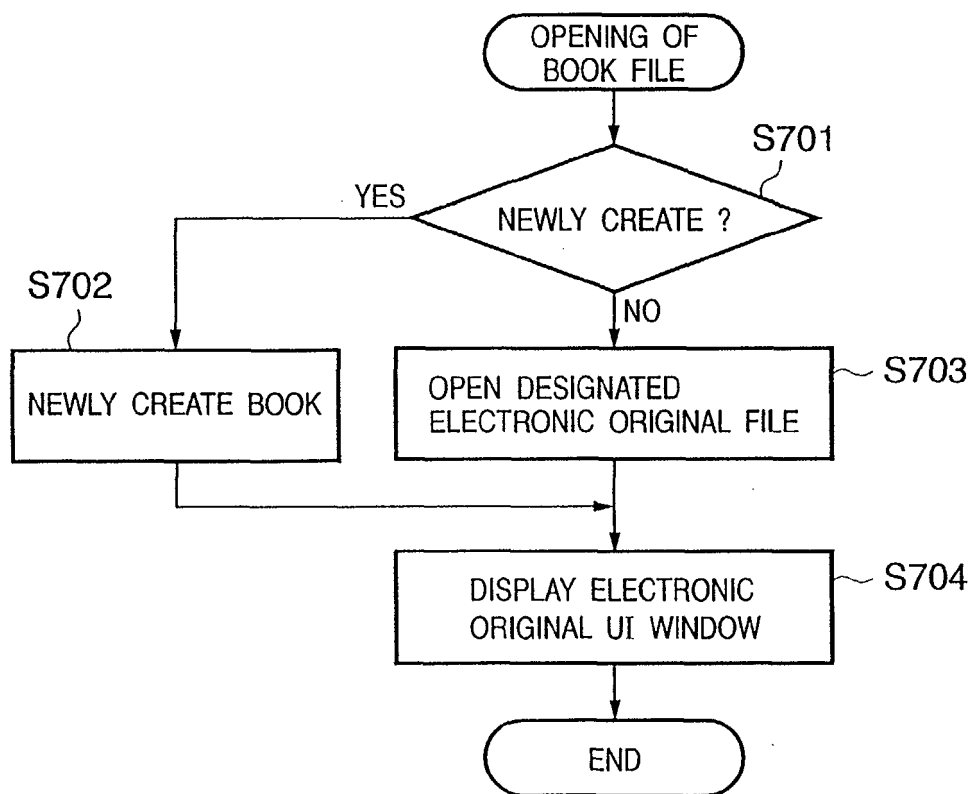 OPENING OF
BOOK FILE
S701
YES
NEWLY CREATE ?
S702
NO
NEWLY CREATE BOOK
OPEN DESIGNATED
ELECTRONIC ORIGINAL FILE
S703
DISPLAY ELECTRONIC
ORIGINAL UI WINDOW
S704
END